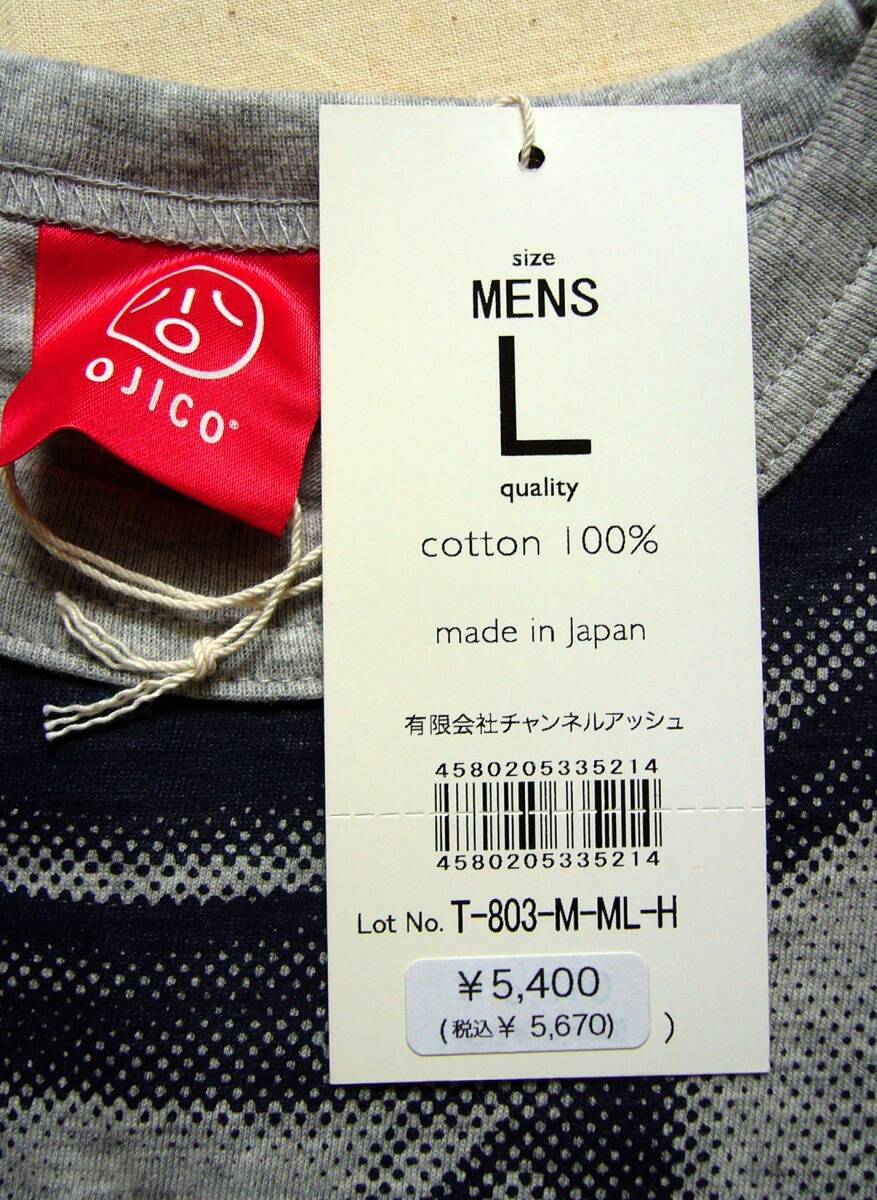 OJICO®
size
MENS
L
quality
cotton 100%
made in Japan
有限会社チャンネルアッシュ
4580205335214
4580205335214
Lot No. T-803-M-ML-H
¥5,400
(税込¥ 5,670) )